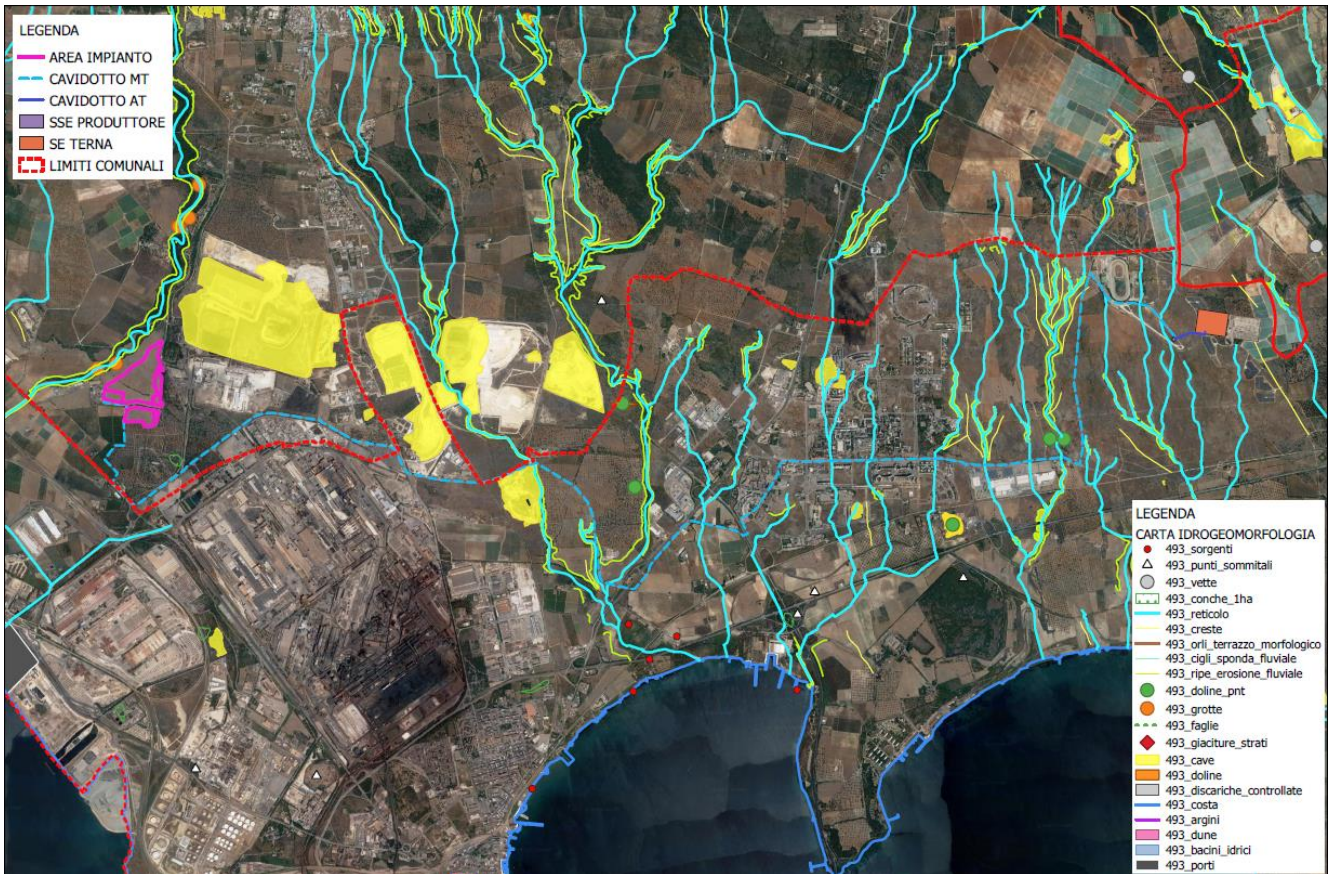 LEGENDA
AREA IMPIANTO
CAVIDOTTO MT
CAVIDOTTO AT
SSE PRODUTTORE
SE TERNA
LIMITI COMUNALI
LEGENDA
CARTA IDROGEOMORFOLOGIA
493_sorgenti
493_punti_sommitali
493_vette
493_conche_1ha
493_reticolo
493_creste
493_orli_terrazzo_morfologico
493_cigli_sponda_fluviale
493_ripe_erosione_fluviale
493_doline_pnt
493_grotte
493_faglie
493_giaciture_strati
493_cave
493_doline
493_discariche_controllate
493_costa
493_argini
493_dune
493_bacini_idrici
493_porti